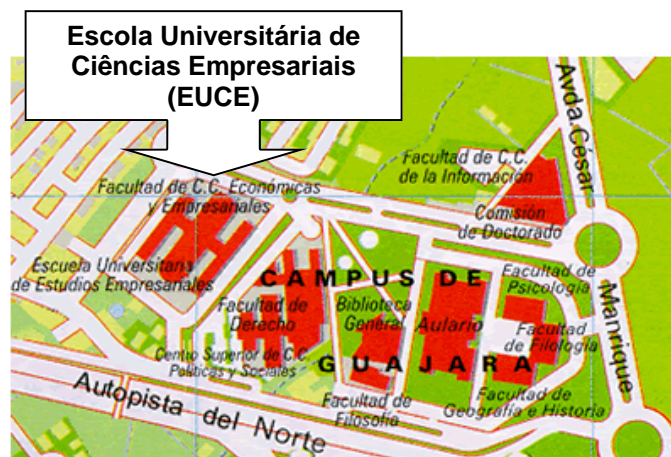 Escola Universitária de
Ciências Empresariais
(EUCE)
Avda. César
Manrique
Facultad de C.C.
de la Información
Facultad de C.C. Económicas
y Empresariales
Comisión
de Doctorado
Escuela Universitaria
de Estudios Empresariales
CAMPUS DE
GUAJARA
Facultad de
Psicología
Facultad de
Derecho
Biblioteca
General
Aulario
Facultad
de Filología
Centro Superior de C.C.
Políticas y Sociales
Facultad de
Filosofía
Facultad de
Geografía e Historia
Autopista del Norte